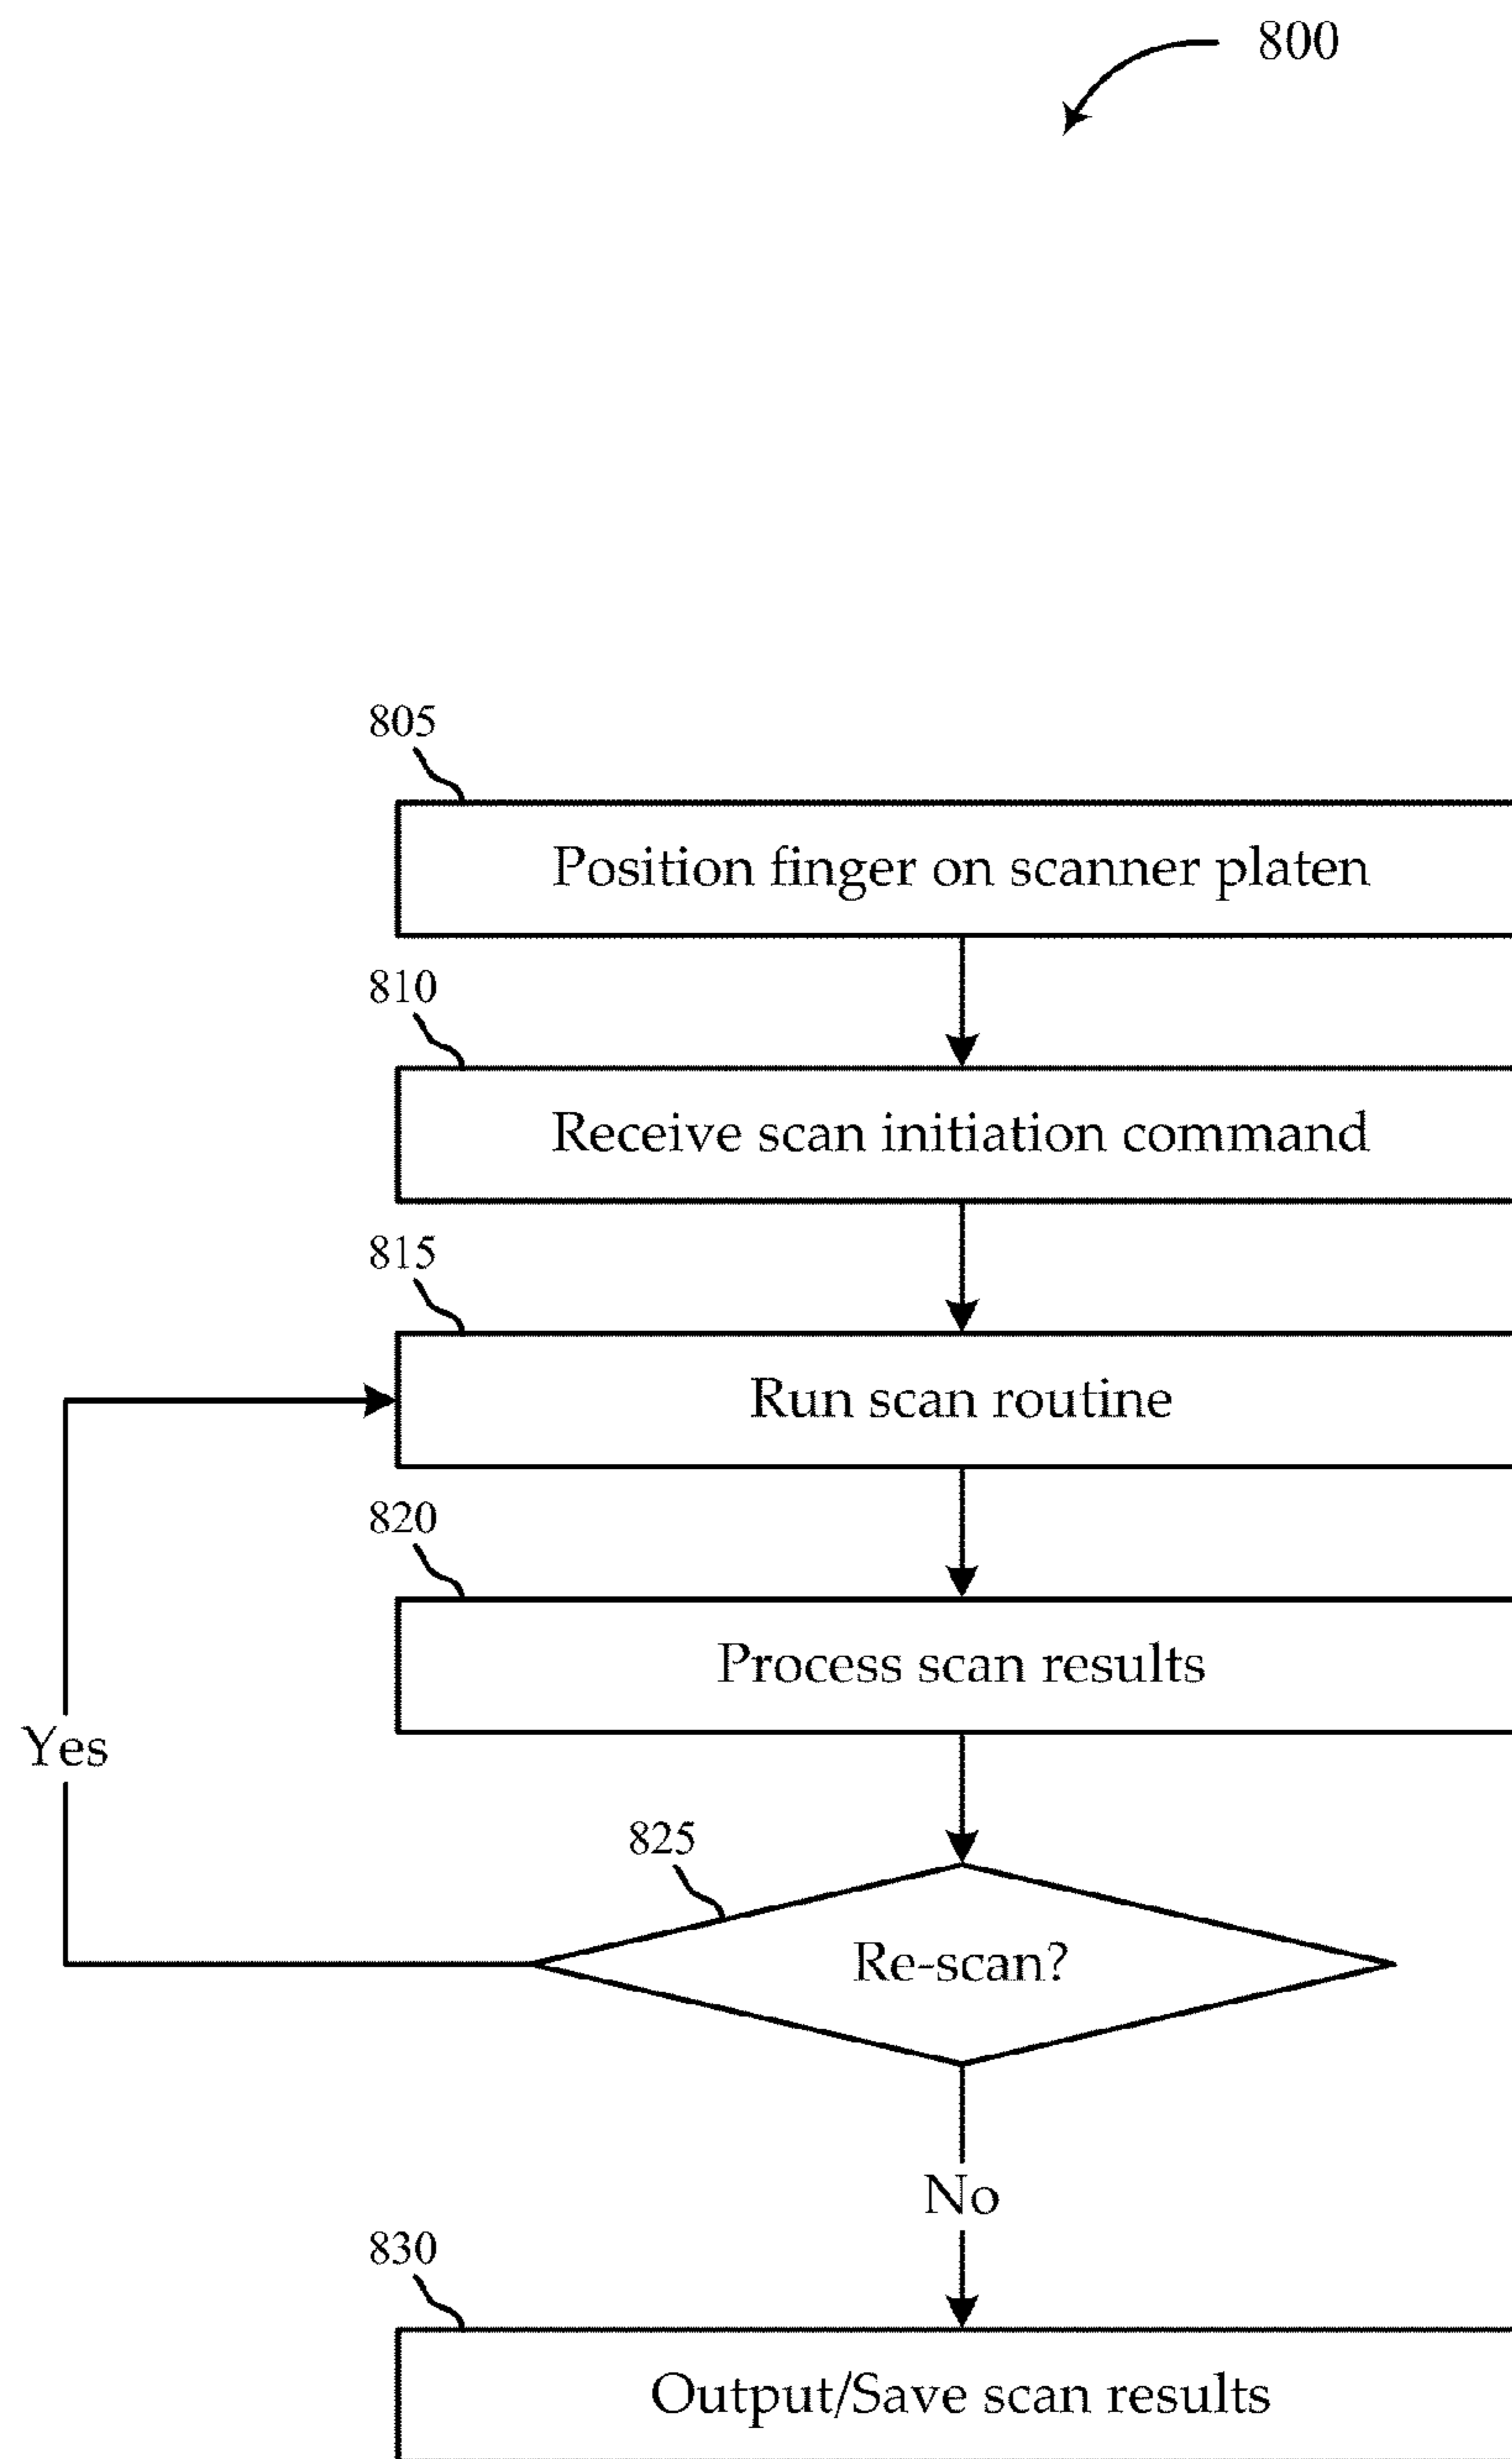 800
805
Position finger on scanner platen
810
Receive scan initiation command
815
Run scan routine
820
Process scan results
Yes
825
Re-scan?
No
830
Output/Save scan results